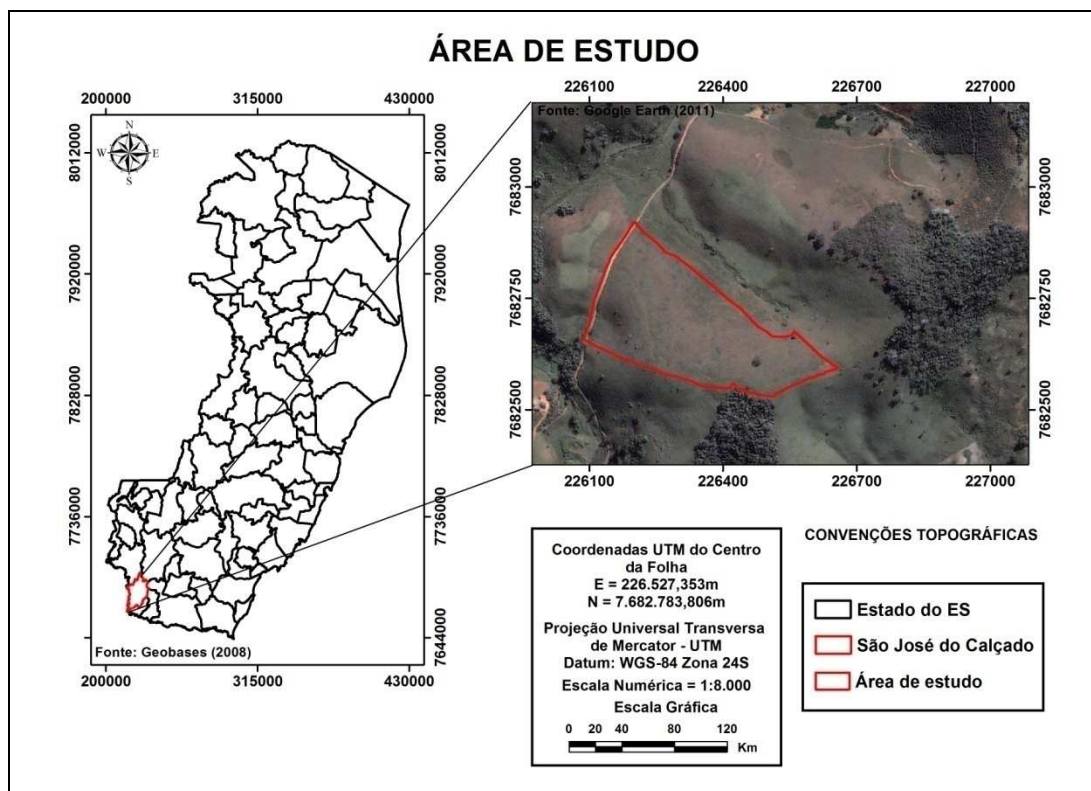 ÁREA DE ESTUDO
200000 315000 430000
226100 226400 226700 227000
Fonte: Google Earth (2011)
N
W E
S
8012000
8012000
7920000
7920000
7828000
7828000
7736000
7736000
7644000
7644000
7683000
7683000
7682750
7682750
7682500
7682500
Fonte: Geobases (2008)
200000 315000 430000
226100 226400 226700 227000
Coordenadas UTM do Centro
da Folha
E = 226.527,353m
N = 7.682.783,806m
Projeção Universal Transversa
de Mercator - UTM
Datum: WGS-84 Zona 24S
Escala Numérica = 1:8.000
Escala Gráfica
0 20 40 80 120
Km
CONVENÇÕES TOPOGRÁFICAS
Estado do ES
São José do Calçado
Área de estudo